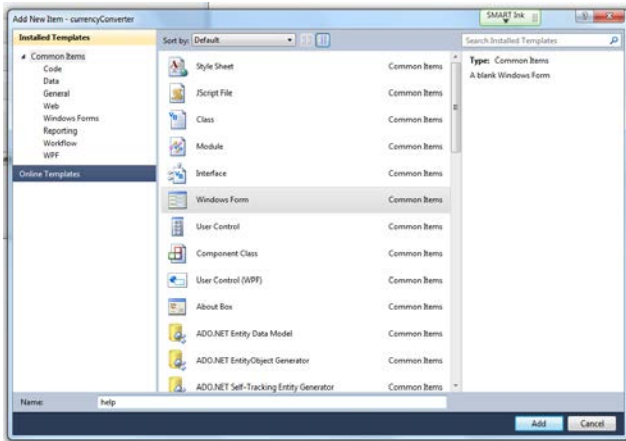 Add New Item - currencyConverter
SMART Ink
Installed Templates
Sort by: Default
Search Installed Templates
Common Items
Code
Data
General
Web
Windows Forms
Reporting
Workflow
WPF
Online Templates
Style Sheet Common Items
JScript File Common Items
Class Common Items
Module Common Items
Interface Common Items
Windows Form Common Items
User Control Common Items
Component Class Common Items
User Control (WPF) Common Items
About Box Common Items
ADO.NET Entity Data Model Common Items
ADO.NET EntityObject Generator Common Items
ADO.NET Self-Tracking Entity Generator Common Items
Type: Common Items
A blank Windows Form
Name: help
Add Cancel